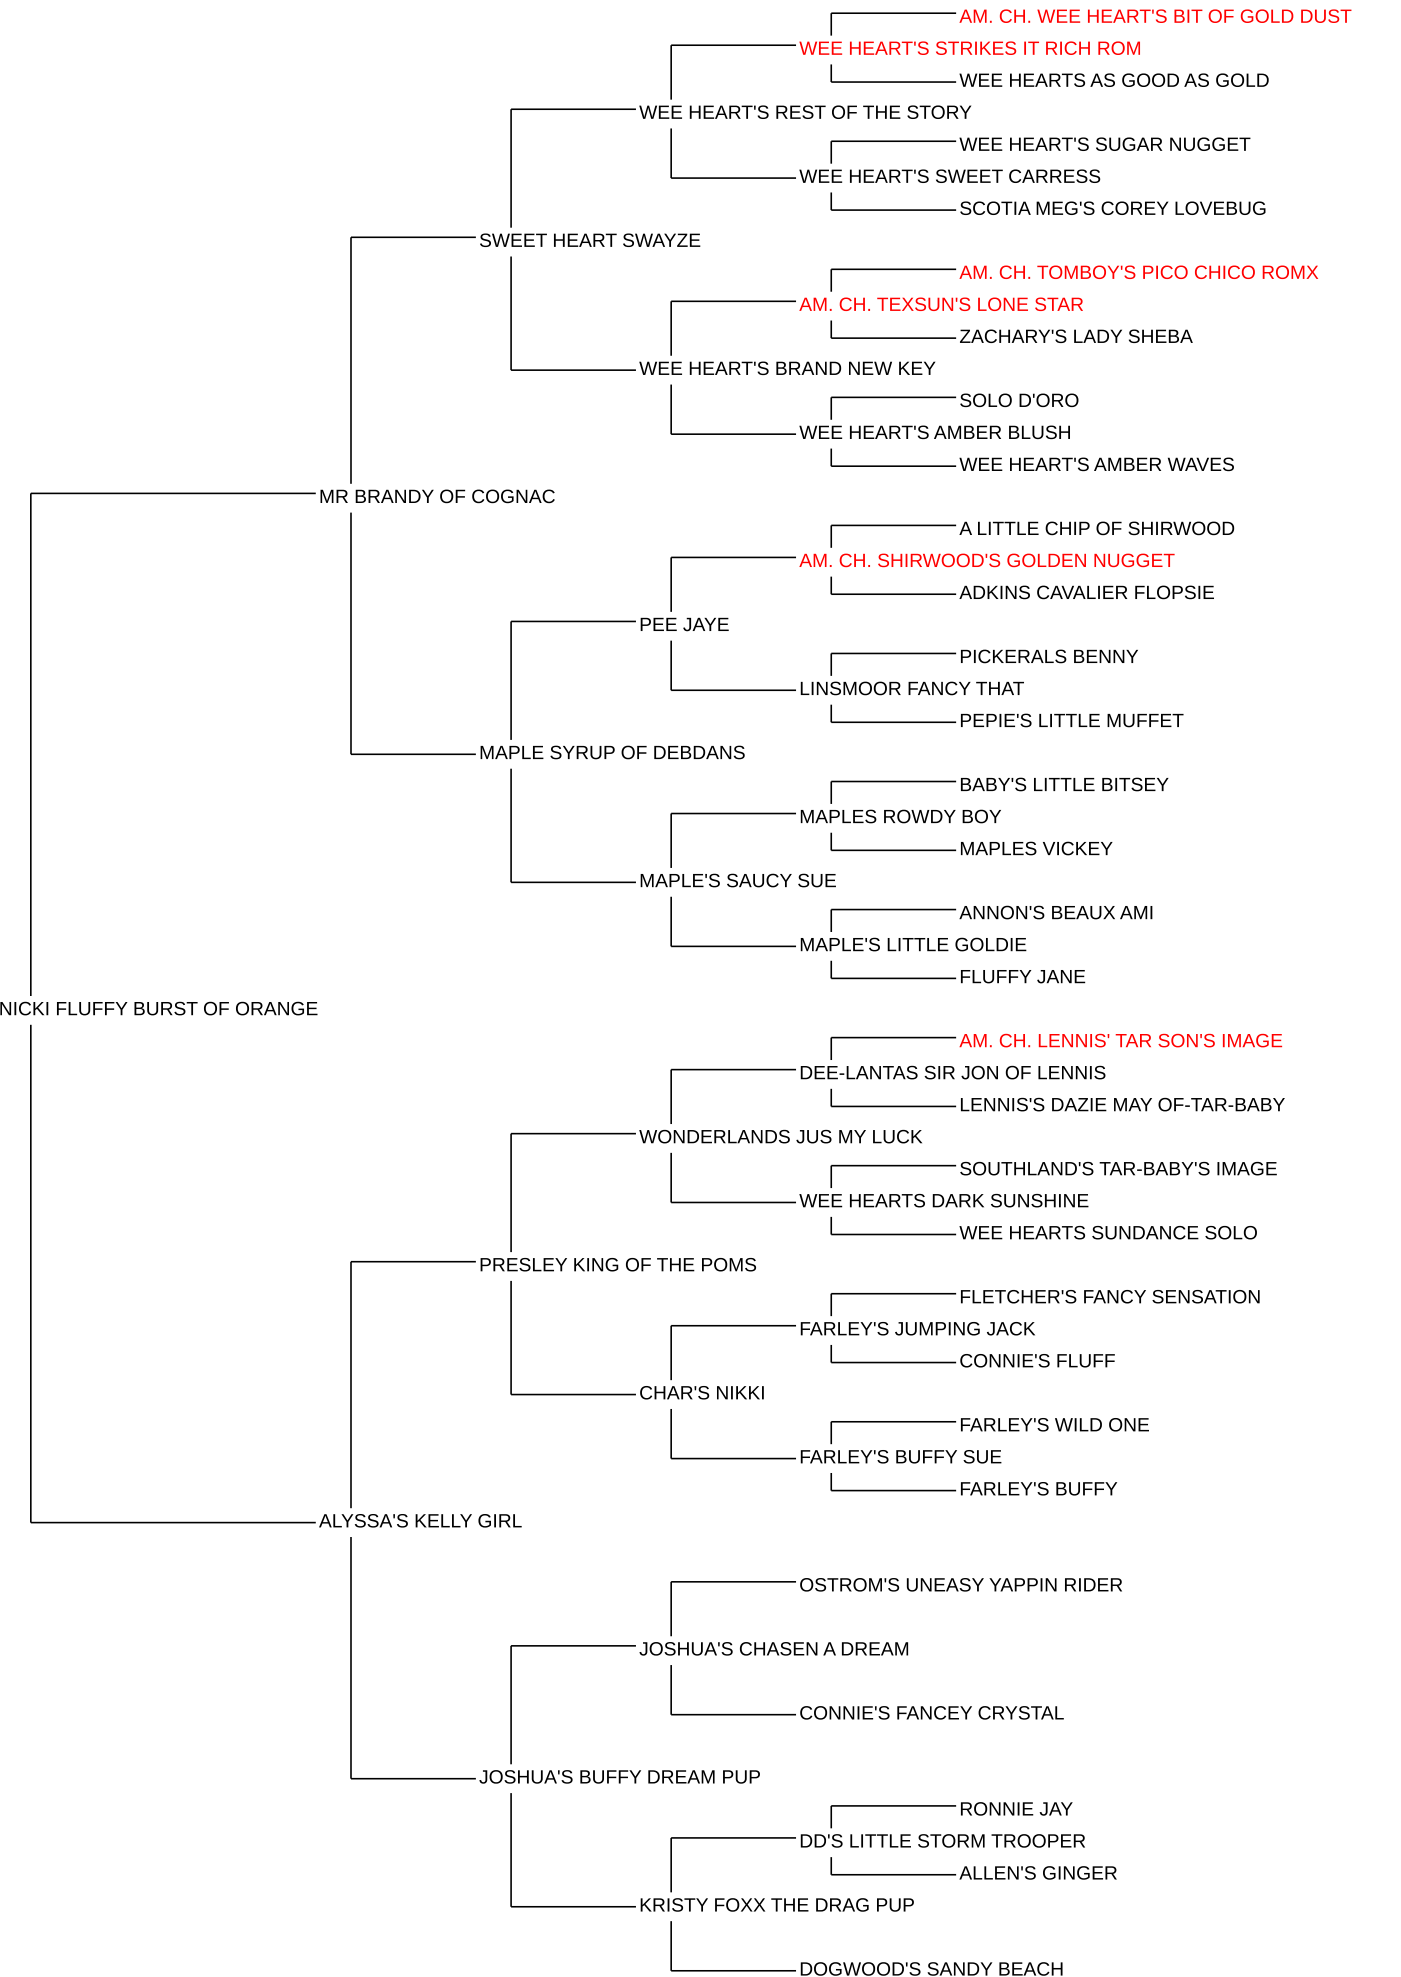 AM. CH. WEE HEART'S BIT OF GOLD DUST
WEE HEART'S STRIKES IT RICH ROM
WEE HEARTS AS GOOD AS GOLD
WEE HEART'S REST OF THE STORY
WEE HEART'S SUGAR NUGGET
WEE HEART'S SWEET CARRESS
SCOTIA MEG'S COREY LOVEBUG
SWEET HEART SWAYZE
AM. CH. TOMBOY'S PICO CHICO ROMX
AM. CH. TEXSUN'S LONE STAR
ZACHARY'S LADY SHEBA
WEE HEART'S BRAND NEW KEY
SOLO D'ORO
WEE HEART'S AMBER BLUSH
WEE HEART'S AMBER WAVES
MR BRANDY OF COGNAC
A LITTLE CHIP OF SHIRWOOD
AM. CH. SHIRWOOD'S GOLDEN NUGGET
ADKINS CAVALIER FLOPSIE
PEE JAYE
PICKERALS BENNY
LINSMOOR FANCY THAT
PEPIE'S LITTLE MUFFET
MAPLE SYRUP OF DEBDANS
BABY'S LITTLE BITSEY
MAPLES ROWDY BOY
MAPLES VICKEY
MAPLE'S SAUCY SUE
ANNON'S BEAUX AMI
MAPLE'S LITTLE GOLDIE
FLUFFY JANE
NICKI FLUFFY BURST OF ORANGE
AM. CH. LENNIS' TAR SON'S IMAGE
DEE-LANTAS SIR JON OF LENNIS
LENNIS'S DAZIE MAY OF-TAR-BABY
WONDERLANDS JUS MY LUCK
SOUTHLAND'S TAR-BABY'S IMAGE
WEE HEARTS DARK SUNSHINE
WEE HEARTS SUNDANCE SOLO
PRESLEY KING OF THE POMS
FLETCHER'S FANCY SENSATION
FARLEY'S JUMPING JACK
CONNIE'S FLUFF
CHAR'S NIKKI
FARLEY'S WILD ONE
FARLEY'S BUFFY SUE
FARLEY'S BUFFY
ALYSSA'S KELLY GIRL
OSTROM'S UNEASY YAPPIN RIDER
JOSHUA'S CHASEN A DREAM
CONNIE'S FANCEY CRYSTAL
JOSHUA'S BUFFY DREAM PUP
RONNIE JAY
DD'S LITTLE STORM TROOPER
ALLEN'S GINGER
KRISTY FOXX THE DRAG PUP
DOGWOOD'S SANDY BEACH